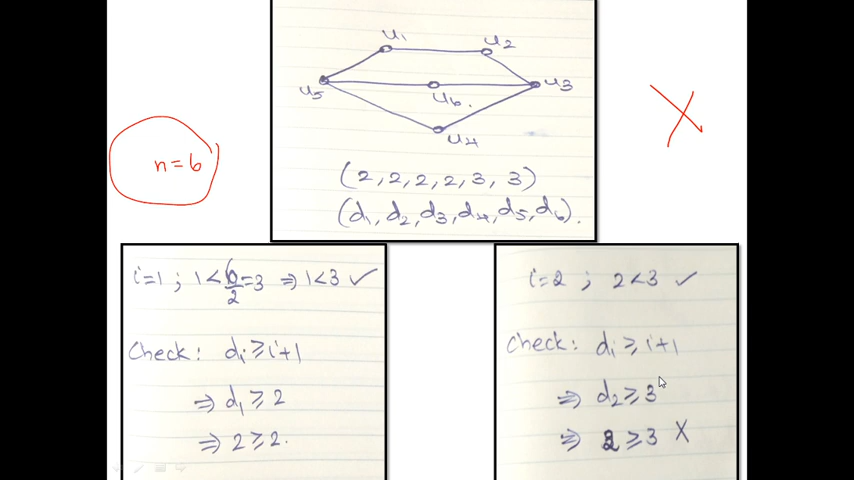 u₁ u₂
u₅ u₆. u₃
u₄
n=6
(2,2,2,2,3,3)
(d₁,d₂,d₃,d₄,d₅,d₆).
i=1 ; 1<6/2=3 ⇒ 1<3 ✓
Check: dᵢ≥i+1
⇒ d₁≥2
⇒ 2≥2.
i=2 ; 2<3 ✓
Check: dᵢ≥i+1
⇒ d₂≥3
⇒ 2≥3 X